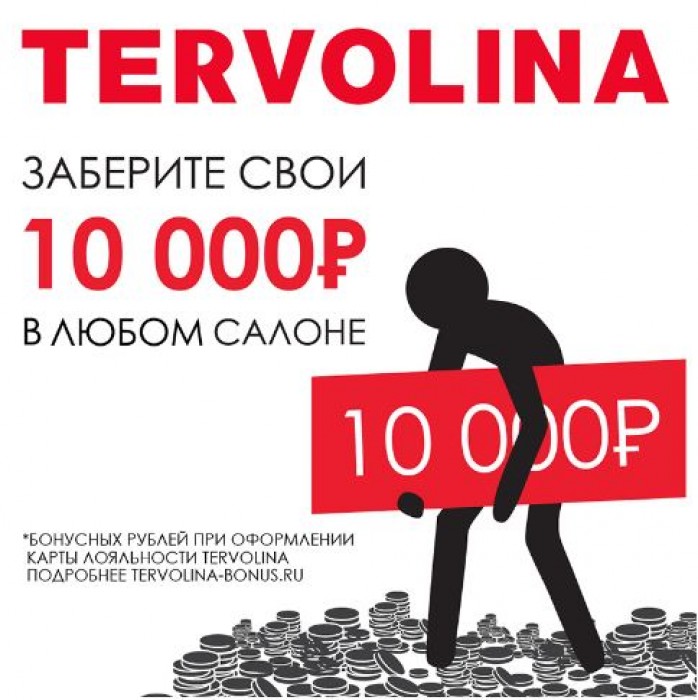 TERVOLINA
ЗАБЕРИТЕ СВОИ
10 000₽
В ЛЮБОМ САЛОНЕ
10 000₽
*БОНУСНЫХ РУБЛЕЙ ПРИ ОФОРМЛЕНИИ
КАРТЫ ЛОЯЛЬНОСТИ TERVOLINA
ПОДРОБНЕЕ TERVOLINA-BONUS.RU